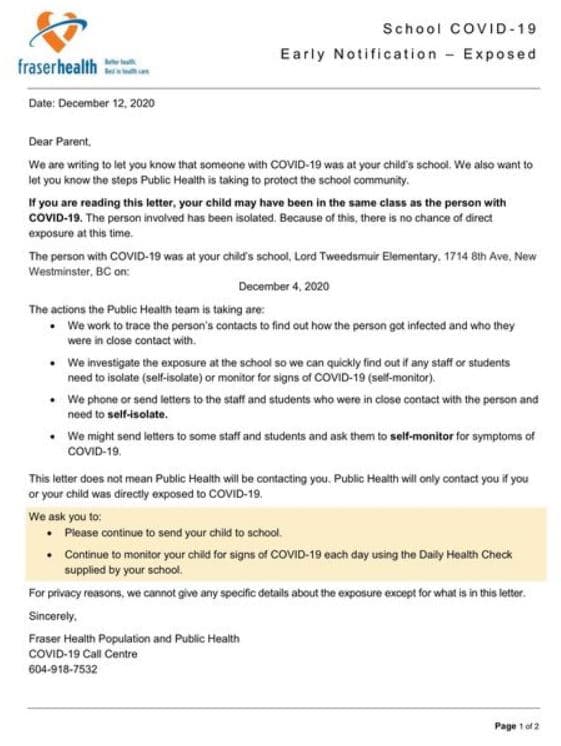 School COVID-19
Early Notification – Exposed
fraserhealth
Better health.
Best in health care.
Date: December 12, 2020
Dear Parent,
We are writing to let you know that someone with COVID-19 was at your child's school. We also want to
let you know the steps Public Health is taking to protect the school community.
If you are reading this letter, your child may have been in the same class as the person with
COVID-19. The person involved has been isolated. Because of this, there is no chance of direct
exposure at this time.
The person with COVID-19 was at your child's school, Lord Tweedsmuir Elementary, 1714 8th Ave, New
Westminster, BC on:
December 4, 2020
The actions the Public Health team is taking are:
• We work to trace the person's contacts to find out how the person got infected and who they
were in close contact with.
• We investigate the exposure at the school so we can quickly find out if any staff or students
need to isolate (self-isolate) or monitor for signs of COVID-19 (self-monitor).
• We phone or send letters to the staff and students who were in close contact with the person and
need to self-isolate.
• We might send letters to some staff and students and ask them to self-monitor for symptoms of
COVID-19.
This letter does not mean Public Health will be contacting you. Public Health will only contact you if you
or your child was directly exposed to COVID-19.
We ask you to:
• Please continue to send your child to school.
• Continue to monitor your child for signs of COVID-19 each day using the Daily Health Check
supplied by your school.
For privacy reasons, we cannot give any specific details about the exposure except for what is in this letter.
Sincerely,
Fraser Health Population and Public Health
COVID-19 Call Centre
604-918-7532
Page 1 of 2